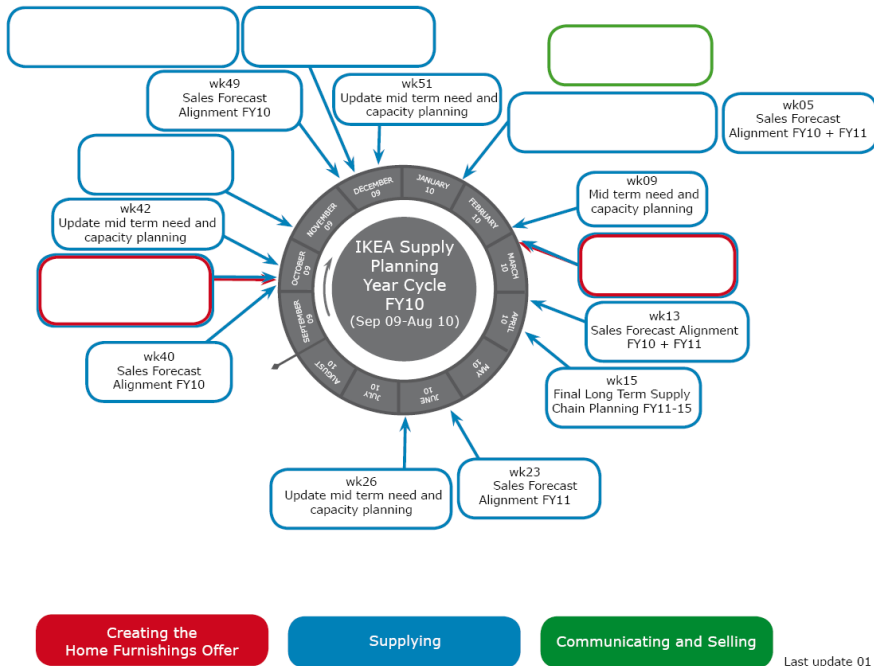 wk49
Sales Forecast
Alignment FY10
wk51
Update mid term need and
capacity planning
wk05
Sales Forecast
Alignment FY10 + FY11
wk42
Update mid term need and
capacity planning
wk09
Mid term need and
capacity planning
wk40
Sales Forecast
Alignment FY10
wk13
Sales Forecast Alignment
FY10 + FY11
wk15
Final Long Term Supply
Chain Planning FY11-15
wk26
Update mid term need and
capacity planning
wk23
Sales Forecast
Alignment FY11
SEPTEMBER
09
OCTOBER
09
NOVEMBER
09
DECEMBER
09
JANUARY
10
FEBRUARY
10
MARCH
10
APRIL
10
MAY
10
JUNE
10
JULY
10
AUGUST
10
IKEA Supply
Planning
Year Cycle
FY10
(Sep 09-Aug 10)
Creating the
Home Furnishings Offer
Supplying
Communicating and Selling
Last update 01